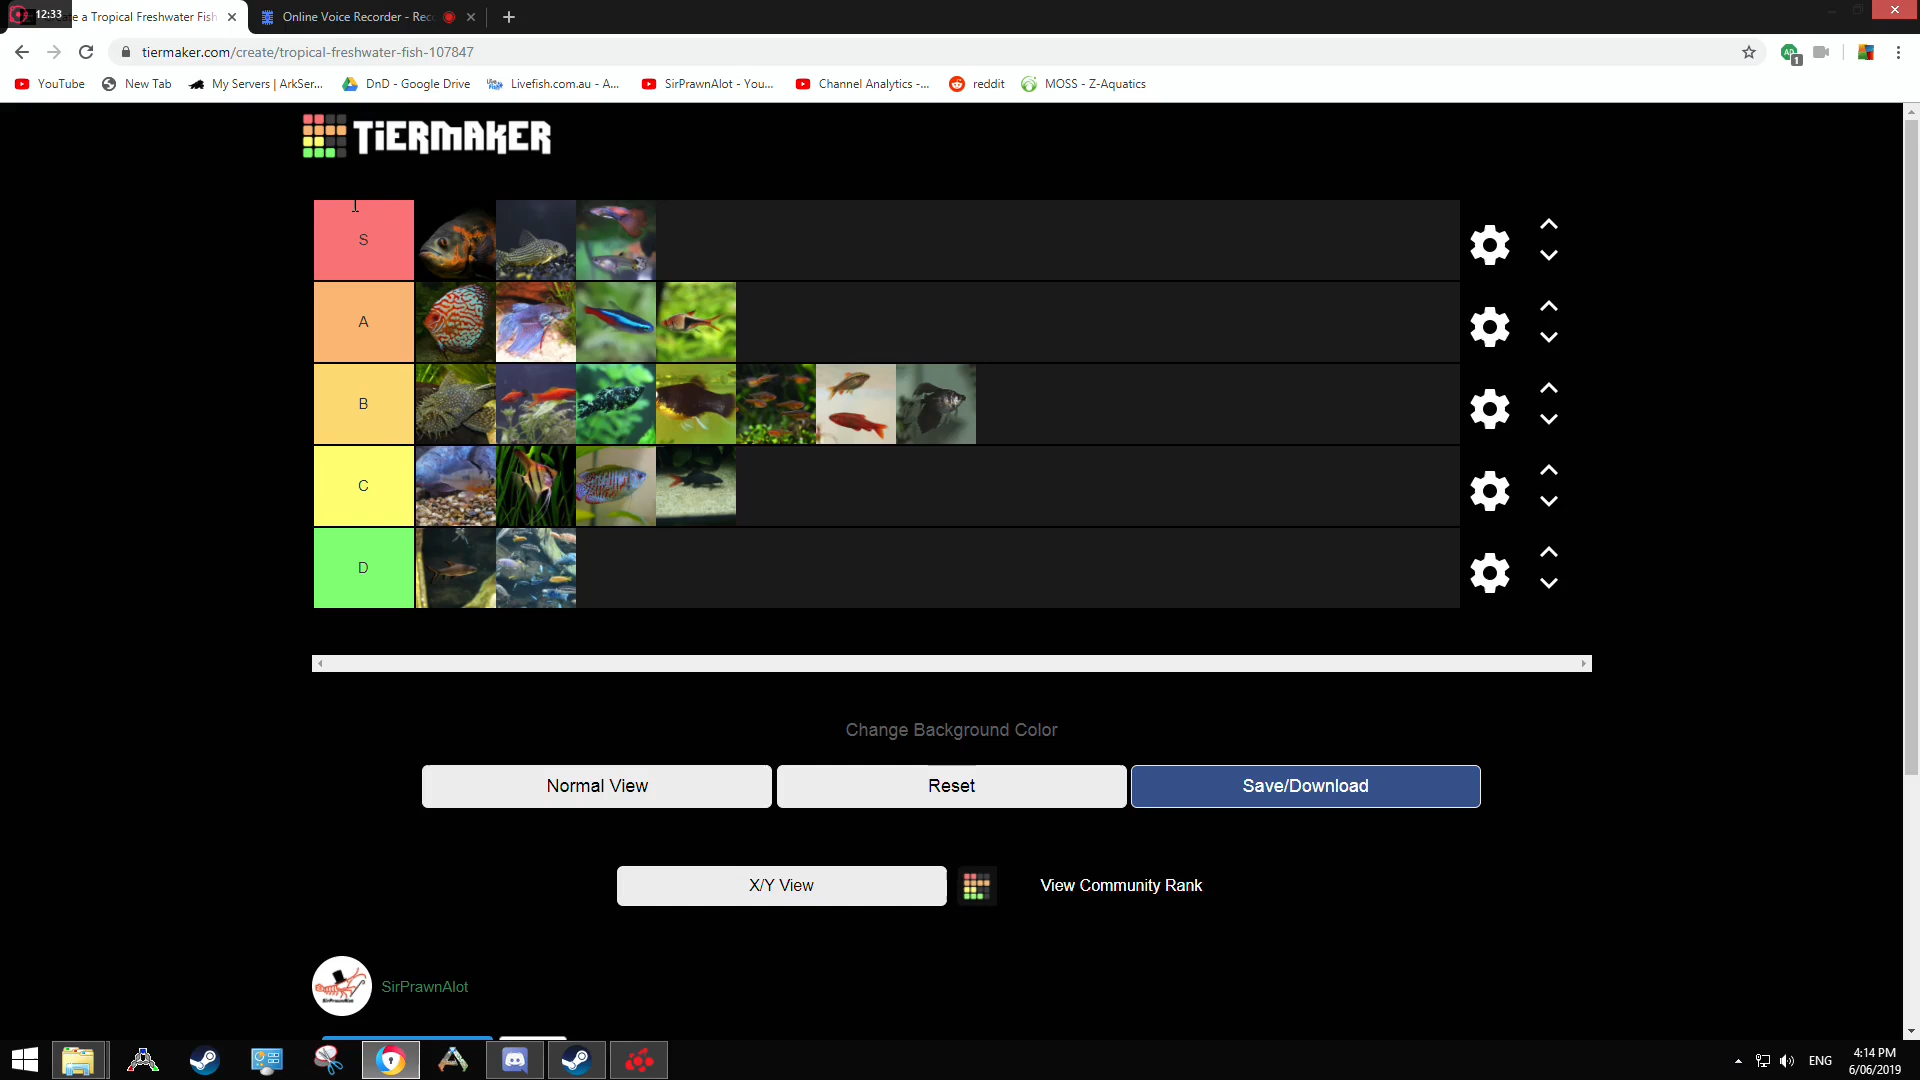 12:33
ate a Tropical Freshwater Fish
Online Voice Recorder - Rec
tiermaker.com/create/tropical-freshwater-fish-107847
1
YouTube
New Tab
My Servers | ArkSer...
DnD - Google Drive
Livefish.com.au - A...
SirPrawnAlot - You...
Channel Analytics -...
reddit
MOSS - Z-Aquatics
TiERMAKER
S
A
B
C
D
Change Background Color
Normal View
Reset
Save/Download
X/Y View
View Community Rank
SirPrawnAlot
ENG
4:14 PM
6/06/2019